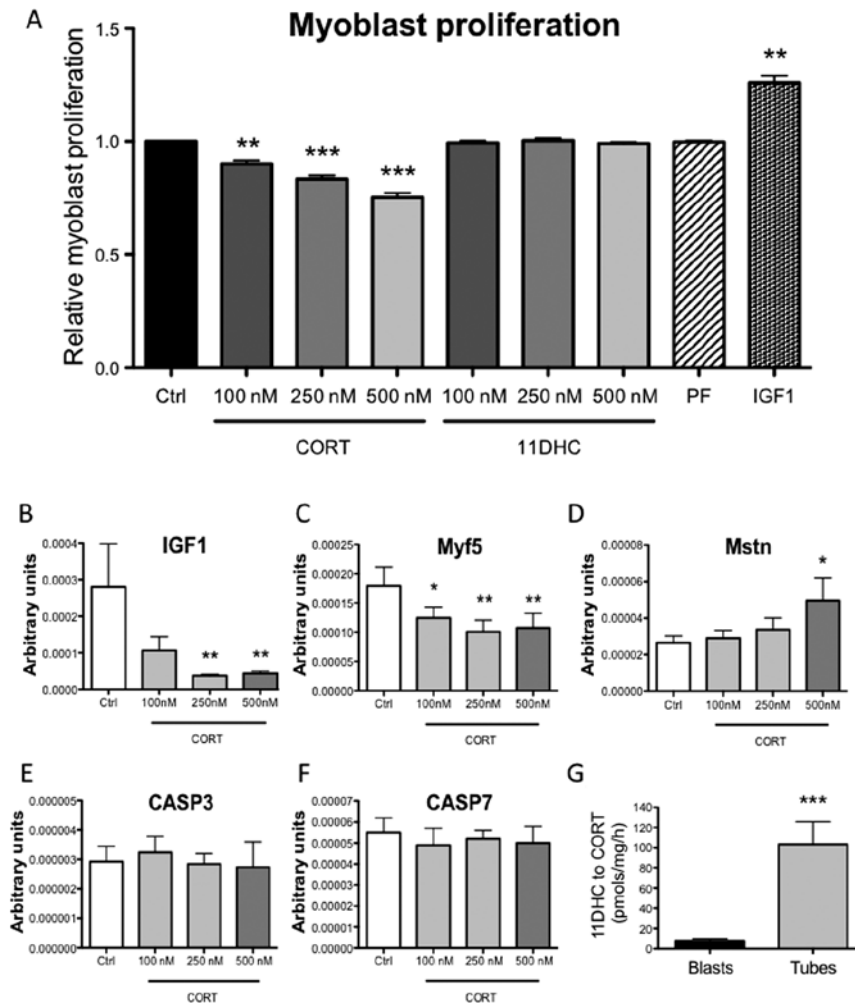 A
Myoblast proliferation
Relative myoblast proliferation
1.5
1.0
0.5
0.0
** *** *** **
Ctrl 100 nM 250 nM 500 nM 100 nM 250 nM 500 nM PF IGF1
CORT 11DHC
B
IGF1
Arbitrary units
0.0004
0.0003
0.0002
0.0001
0.0000
** **
Ctrl 100nM 250nM 500nM
CORT
C
Myf5
Arbitrary units
0.00025
0.00020
0.00015
0.00010
0.00005
0.00000
* ** **
Ctrl 100nM 250nM 500nM
CORT
D
Mstn
Arbitrary units
0.00008
0.00006
0.00004
0.00002
0.00000
*
Ctrl 100nM 250nM 500nM
CORT
E
CASP3
Arbitrary units
0.000005
0.000004
0.000003
0.000002
0.000001
0.000000
Ctrl 100 nM 250 nM 500 nM
CORT
F
CASP7
Arbitrary units
0.00007
0.00006
0.00005
0.00004
0.00003
0.00002
0.00001
0.00000
Ctrl 100 nM 250 nM 500 nM
CORT
G
11DHC to CORT
(pmols/mg/h)
140
120
100
80
60
40
20
0
***
Blasts Tubes